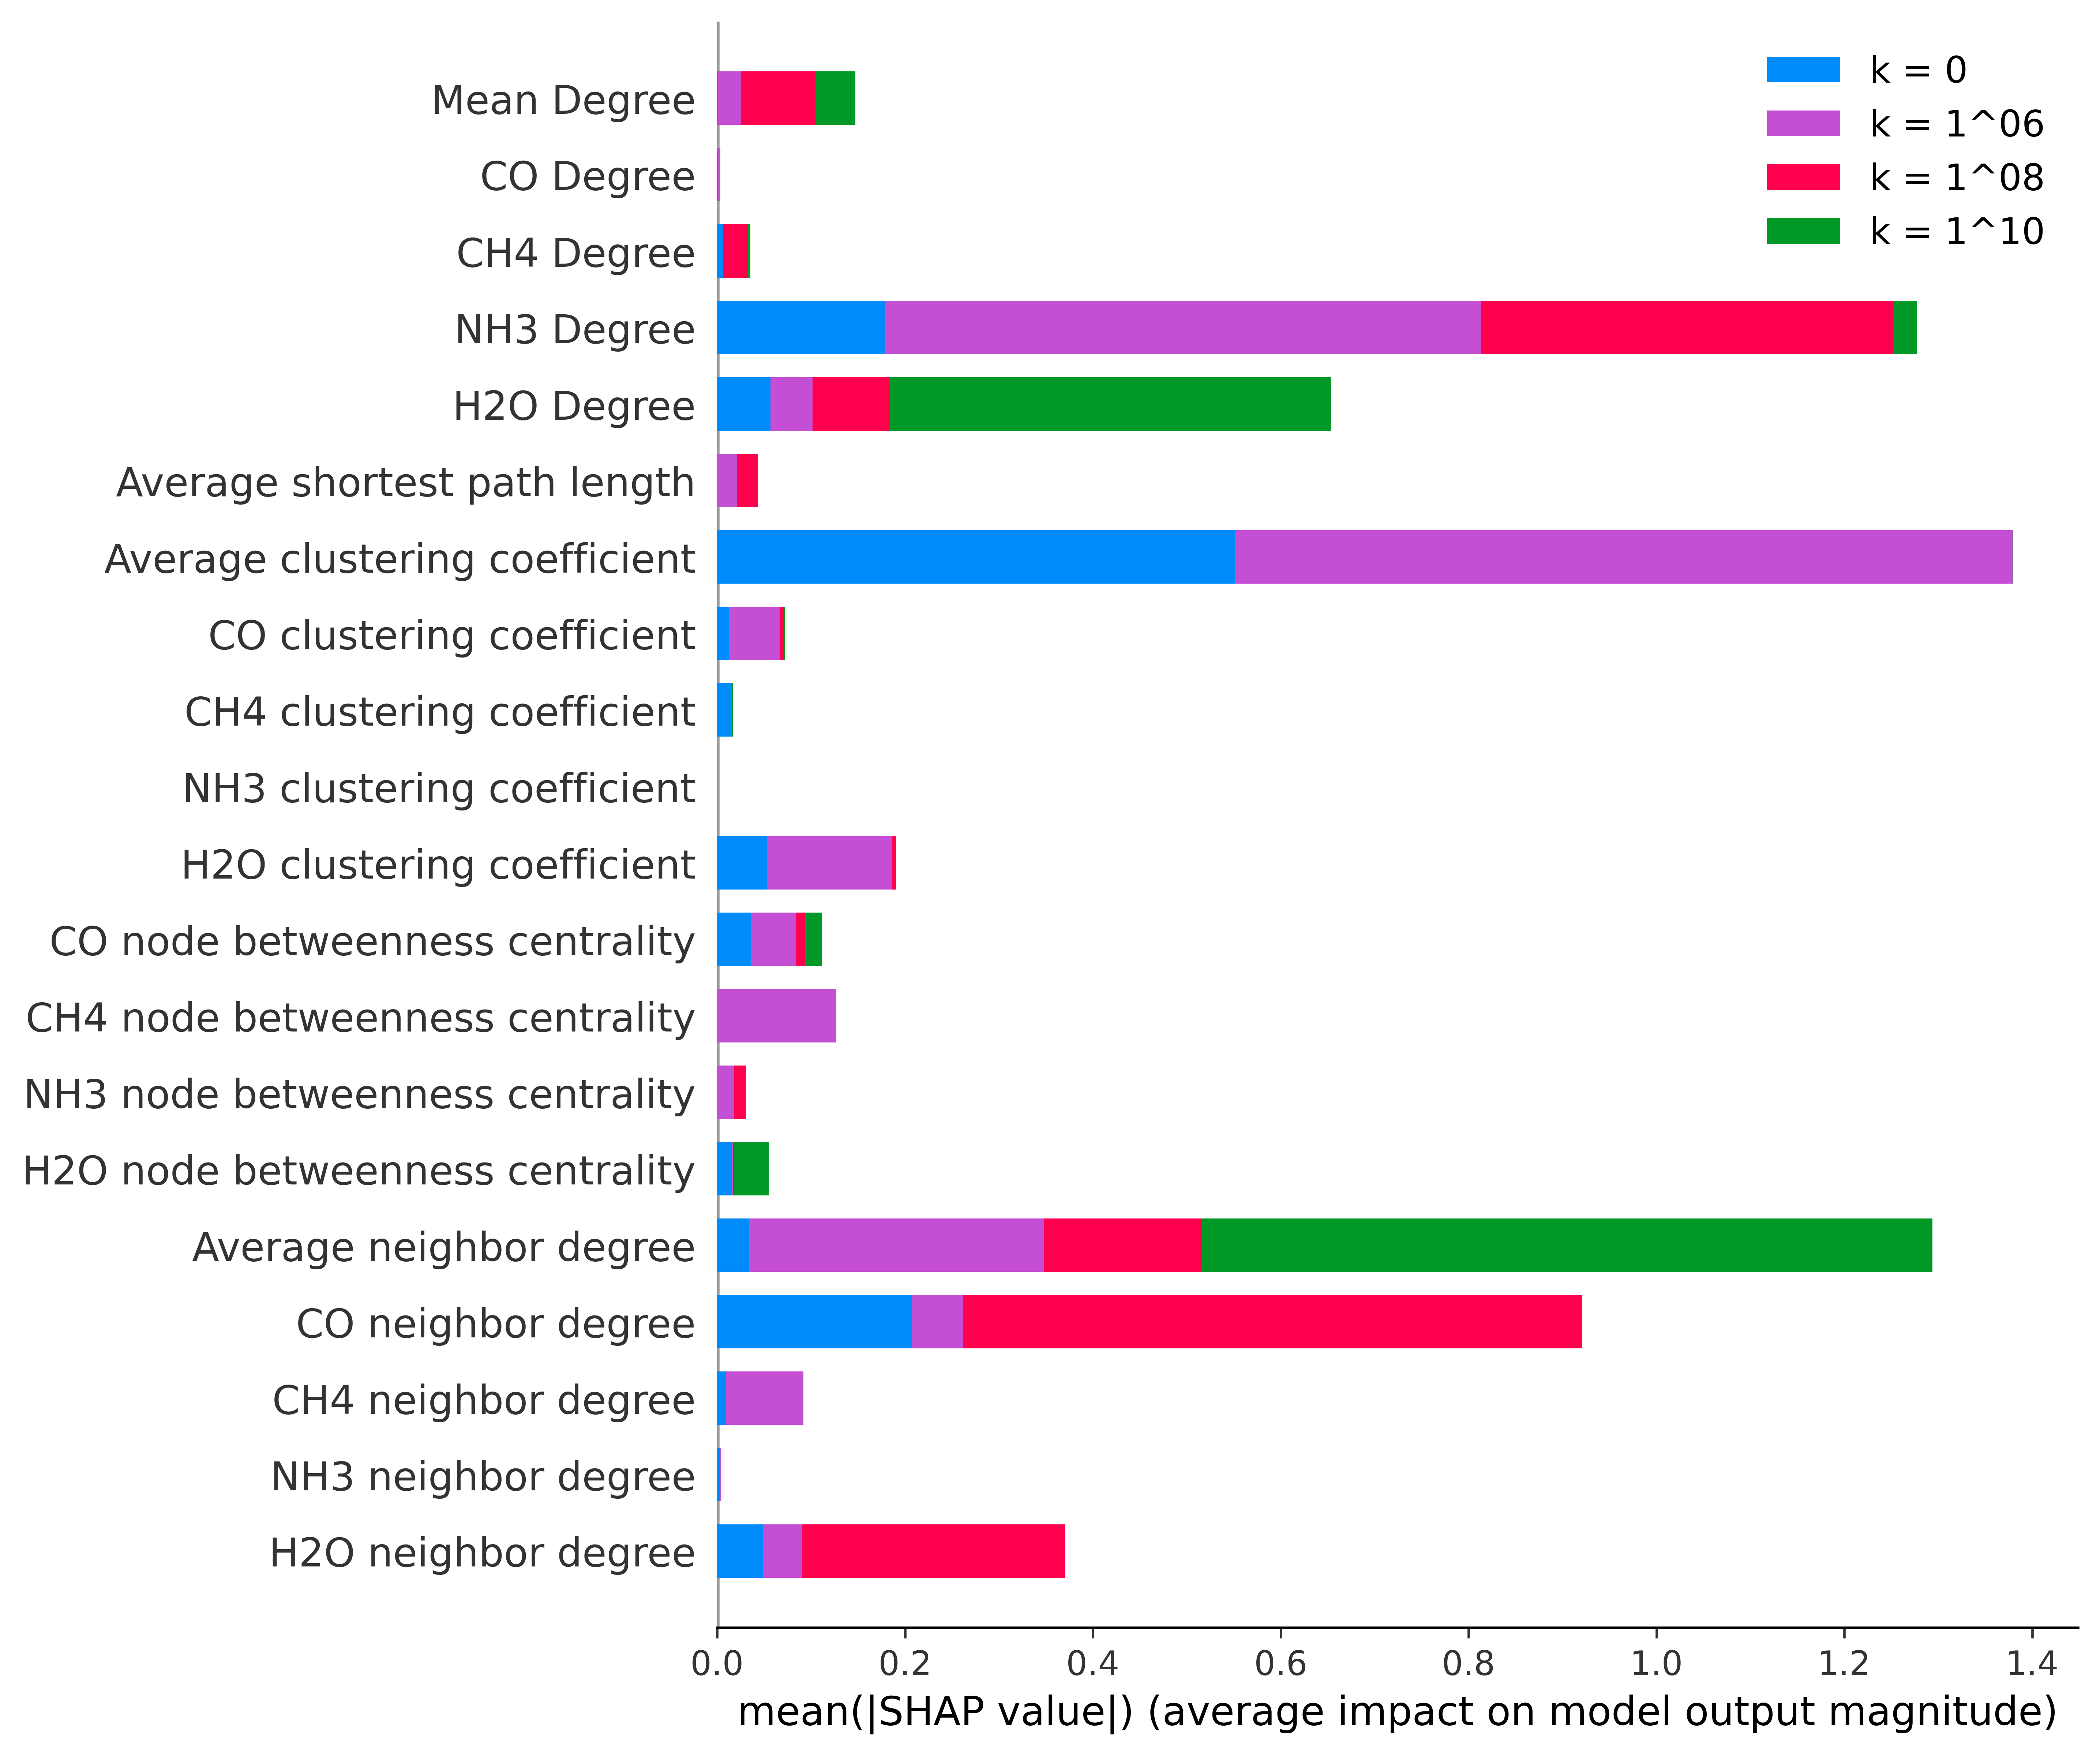 k = 0
k = 1^06
k = 1^08
k = 1^10
Mean Degree
CO Degree
CH4 Degree
NH3 Degree
H2O Degree
Average shortest path length
Average clustering coefficient
CO clustering coefficient
CH4 clustering coefficient
NH3 clustering coefficient
H2O clustering coefficient
CO node betweenness centrality
CH4 node betweenness centrality
NH3 node betweenness centrality
H2O node betweenness centrality
Average neighbor degree
CO neighbor degree
CH4 neighbor degree
NH3 neighbor degree
H2O neighbor degree
0.0 0.2 0.4 0.6 0.8 1.0 1.2 1.4
mean(|SHAP value|) (average impact on model output magnitude)